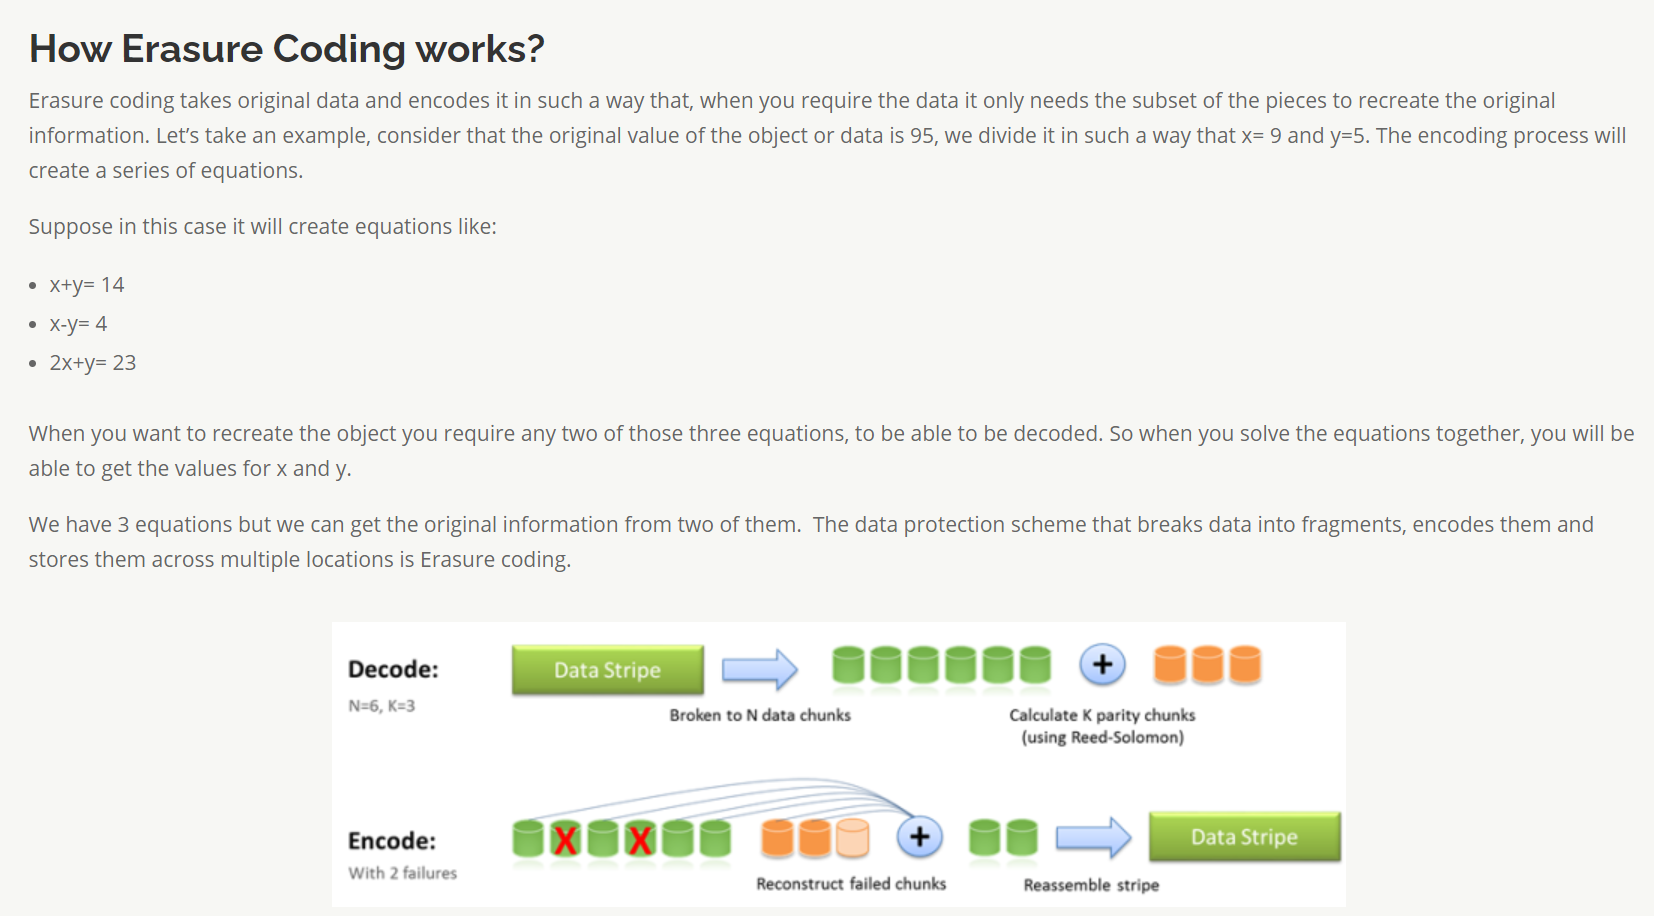 How Erasure Coding works?
Erasure coding takes original data and encodes it in such a way that, when you require the data it only needs the subset of the pieces to recreate the original
information. Let’s take an example, consider that the original value of the object or data is 95, we divide it in such a way that x= 9 and y=5. The encoding process will
create a series of equations.
Suppose in this case it will create equations like:
• x+y= 14
• x-y= 4
• 2x+y= 23
When you want to recreate the object you require any two of those three equations, to be able to be decoded. So when you solve the equations together, you will be
able to get the values for x and y.
We have 3 equations but we can get the original information from two of them.  The data protection scheme that breaks data into fragments, encodes them and
stores them across multiple locations is Erasure coding.
Decode:
N=6, K=3
Data Stripe
Broken to N data chunks
+
Calculate K parity chunks
(using Reed-Solomon)
Encode:
With 2 failures
X X
+
Reconstruct failed chunks
Reassemble stripe
Data Stripe